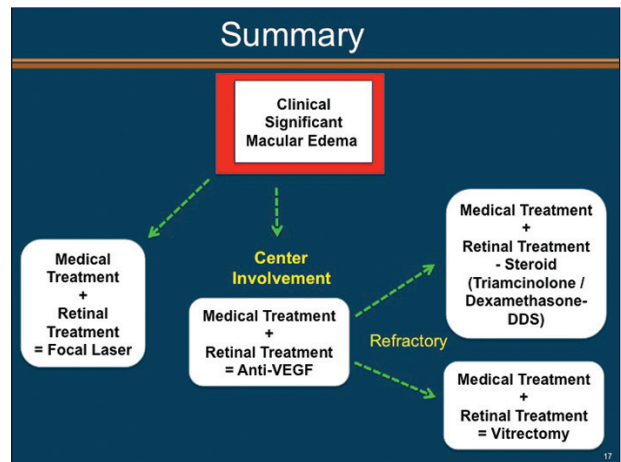 Summary
Clinical
Significant
Macular Edema
Medical
Treatment
+
Retinal
Treatment
= Focal Laser
Center
Involvement
Medical Treatment
+
Retinal Treatment
= Anti-VEGF
Refractory
Medical Treatment
+
Retinal Treatment
- Steroid
(Triamcinolone /
Dexamethasone-
DDS)
Medical Treatment
+
Retinal Treatment
= Vitrectomy
17